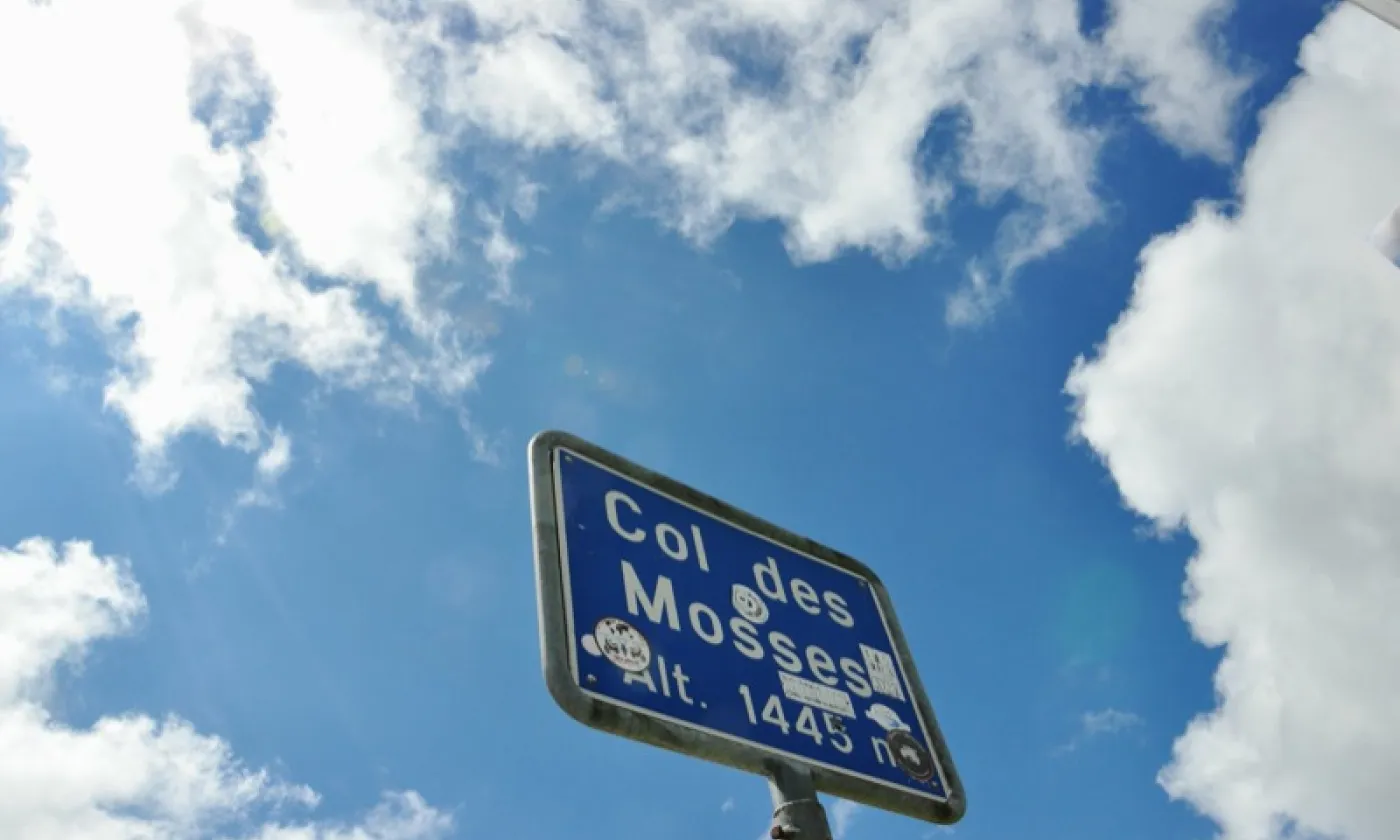 Col des
Mosses
Alt. 1445 m